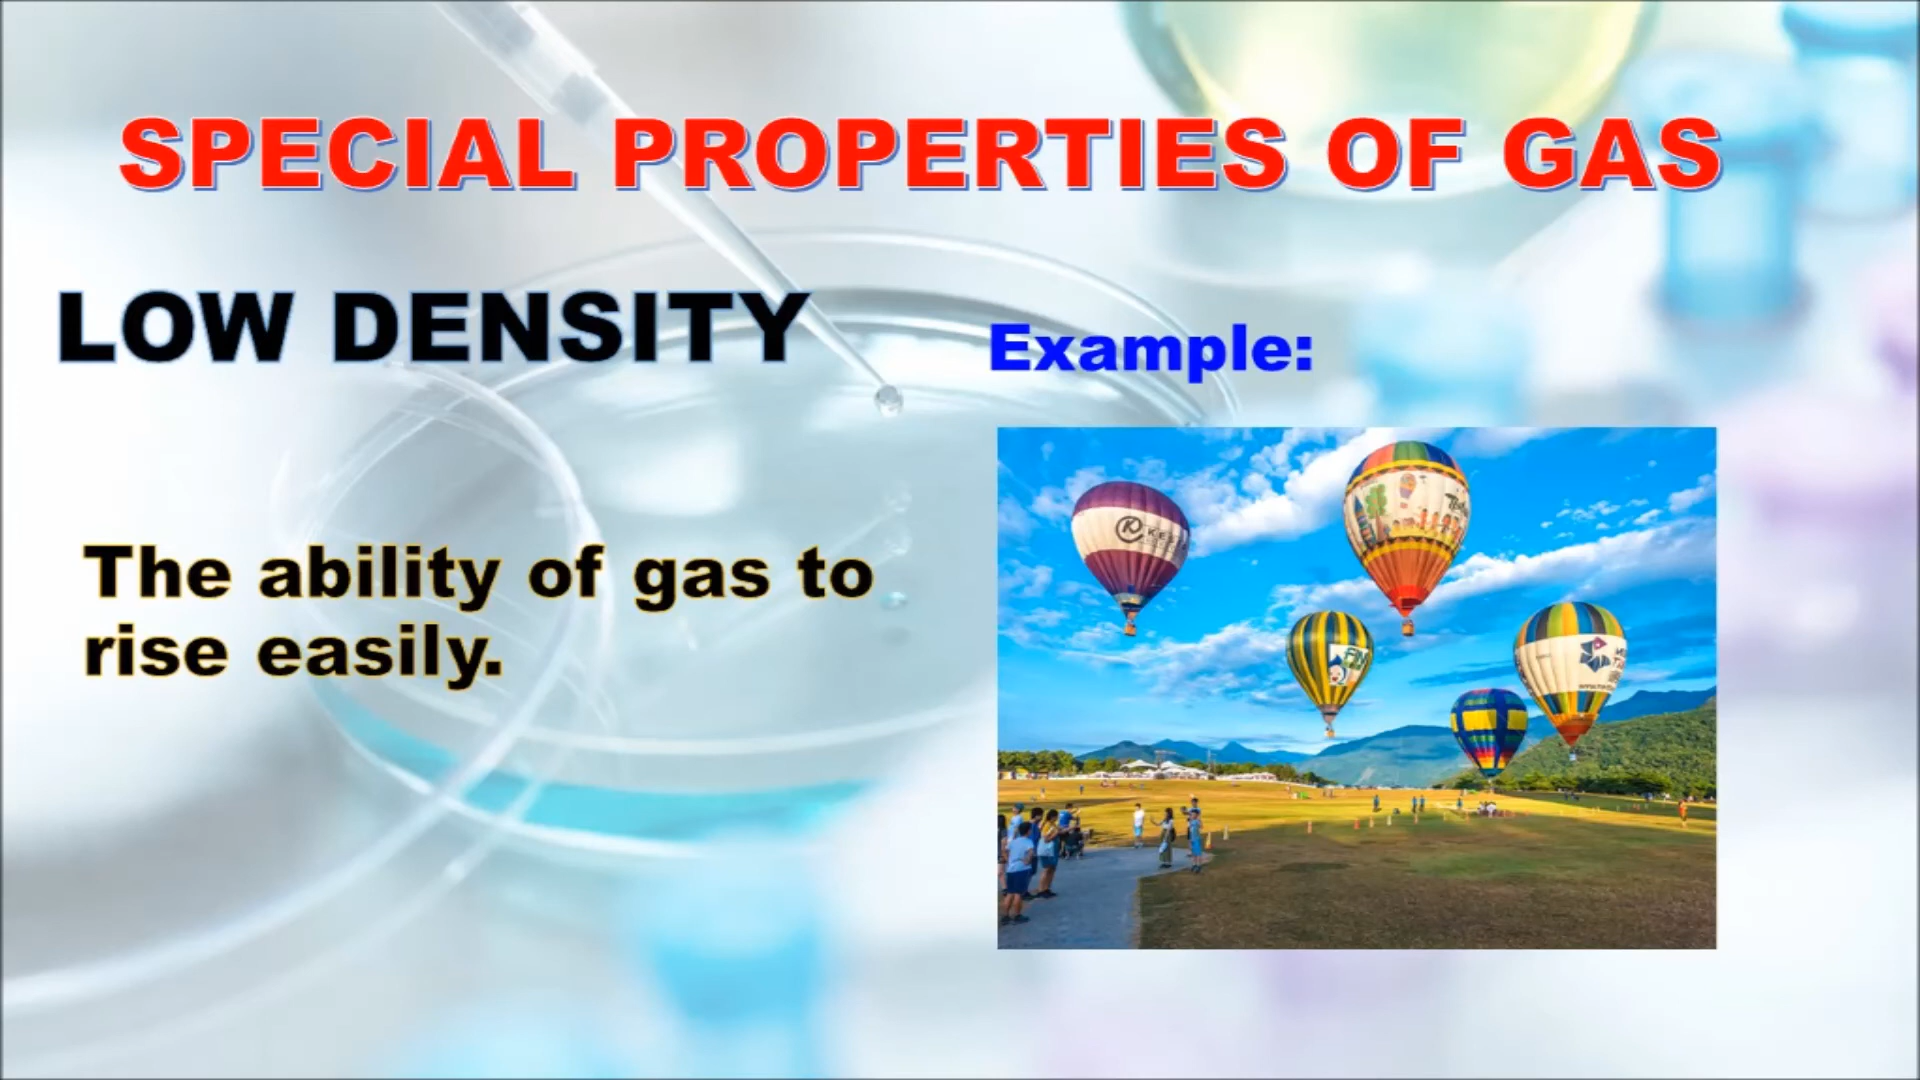 SPECIAL PROPERTIES OF GAS
LOW DENSITY
Example:
The ability of gas to
rise easily.